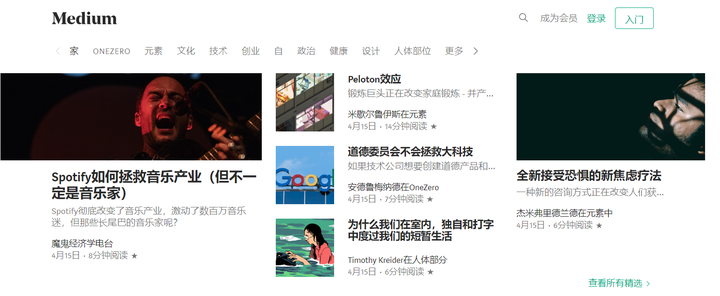 Medium
成为会员
登录
入门
家
ONEZERO
元素
文化
技术
创业
自
政治
健康
设计
人体部位
更多
Spotify如何拯救音乐产业（但不一
定是音乐家）
Spotify彻底改变了音乐产业，激动了数百万音乐
迷，但那些长尾巴的音乐家呢？
魔鬼经济学电台
4月15日 · 8分钟阅读 ★
Peloton效应
锻炼巨头正在改变家庭锻炼 - 并产...
米歇尔鲁伊斯在元素
4月15日 · 14分钟阅读 ★
Google
道德委员会不会拯救大科技
如果技术公司想要创建道德产品和...
安德鲁梅纳德在OneZero
4月15日 · 7分钟阅读 ★
为什么我们在室内，独自和打字
中度过我们的短暂生活
Timothy Kreider在人体部分
4月15日 · 6分钟阅读 ★
全新接受恐惧的新焦虑疗法
一种新的咨询方式正在改变人们获...
杰米弗里德兰德在元素中
4月15日 · 6分钟阅读 ★
查看所有精选